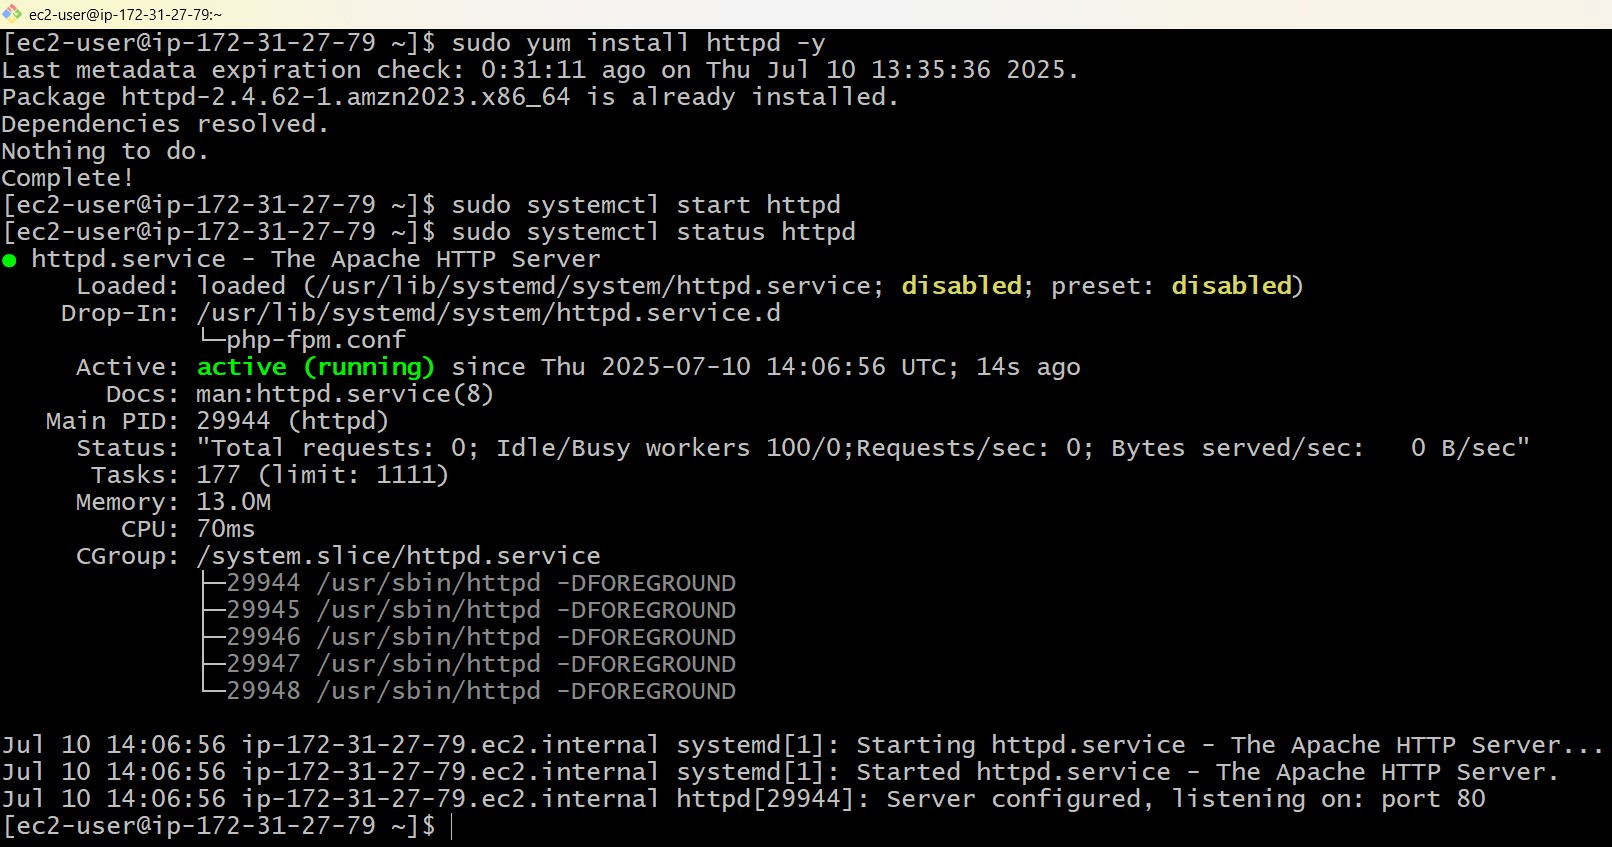 ec2-user@ip-172-31-27-79:~
[ec2-user@ip-172-31-27-79 ~]$ sudo yum install httpd -y
Last metadata expiration check: 0:31:11 ago on Thu Jul 10 13:35:36 2025.
Package httpd-2.4.62-1.amzn2023.x86_64 is already installed.
Dependencies resolved.
Nothing to do.
Complete!
[ec2-user@ip-172-31-27-79 ~]$ sudo systemctl start httpd
[ec2-user@ip-172-31-27-79 ~]$ sudo systemctl status httpd
● httpd.service - The Apache HTTP Server
     Loaded: loaded (/usr/lib/systemd/system/httpd.service; disabled; preset: disabled)
    Drop-In: /usr/lib/systemd/system/httpd.service.d
             └─php-fpm.conf
     Active: active (running) since Thu 2025-07-10 14:06:56 UTC; 14s ago
       Docs: man:httpd.service(8)
   Main PID: 29944 (httpd)
     Status: "Total requests: 0; Idle/Busy workers 100/0;Requests/sec: 0; Bytes served/sec:   0 B/sec"
      Tasks: 177 (limit: 1111)
     Memory: 13.0M
        CPU: 70ms
     CGroup: /system.slice/httpd.service
             ├─29944 /usr/sbin/httpd -DFOREGROUND
             ├─29945 /usr/sbin/httpd -DFOREGROUND
             ├─29946 /usr/sbin/httpd -DFOREGROUND
             ├─29947 /usr/sbin/httpd -DFOREGROUND
             └─29948 /usr/sbin/httpd -DFOREGROUND
Jul 10 14:06:56 ip-172-31-27-79.ec2.internal systemd[1]: Starting httpd.service - The Apache HTTP Server...
Jul 10 14:06:56 ip-172-31-27-79.ec2.internal systemd[1]: Started httpd.service - The Apache HTTP Server.
Jul 10 14:06:56 ip-172-31-27-79.ec2.internal httpd[29944]: Server configured, listening on: port 80
[ec2-user@ip-172-31-27-79 ~]$